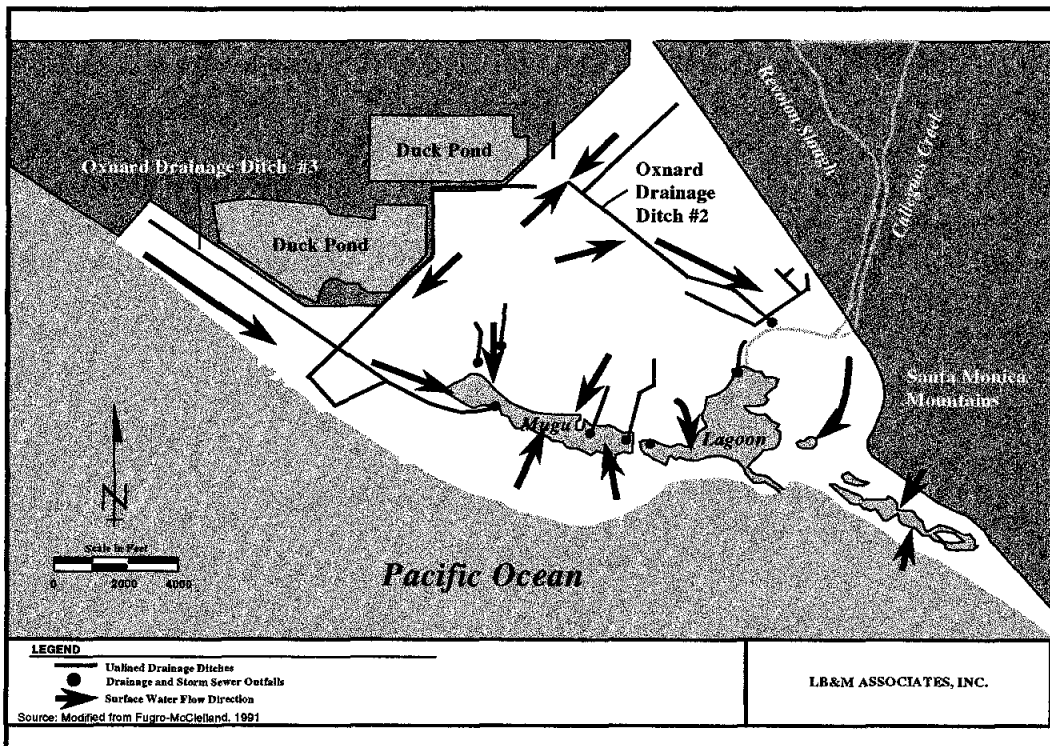 Revolon Slough
Calleguas Creek
Duck Pond
Oxnard Drainage Ditch #3
Oxnard
Drainage
Ditch #2
Duck Pond
Santa Monica
Mountains
Mugu
Lagoon
N
Scale in Feet
0 2000 4000
Pacific Ocean
LEGEND
Unlined Drainage Ditches
Drainage and Storm Sewer Outfalls
Surface Water Flow Direction
Source: Modified from Fugro-McClelland, 1991
LB&M ASSOCIATES, INC.